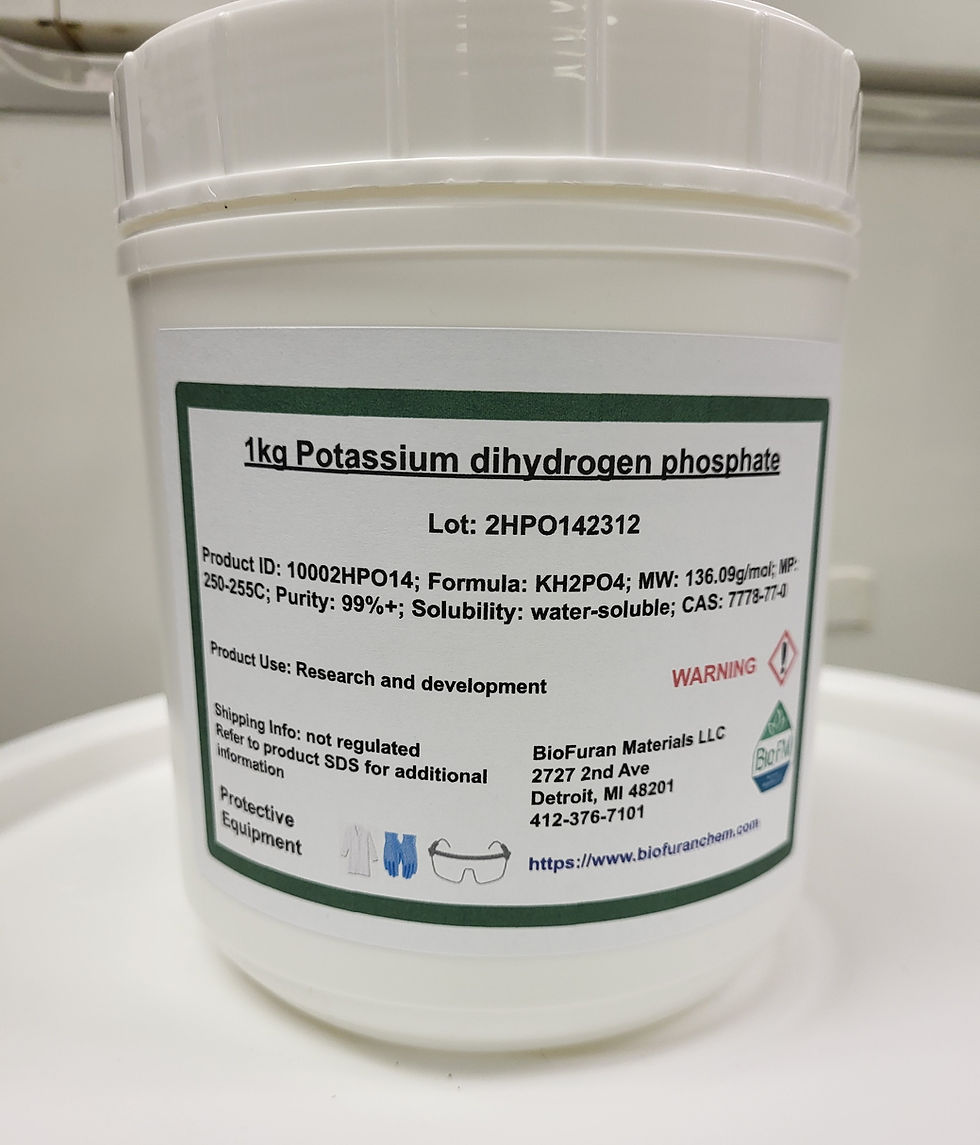 1kg Potassium dihydrogen phosphate
Lot: 2HPO142312
Product ID: 10002HPO14; Formula: KH2PO4; MW: 136.09g/mol; MP:
250-255C; Purity: 99%+; Solubility: water-soluble; CAS: 7778-77-0
Product Use: Research and development
WARNING
Shipping Info: not regulated
Refer to product SDS for additional
information
BioFuran Materials LLC
2727 2nd Ave
Detroit, MI 48201
412-376-7101
https://www.biofuranchem.com
BioFM
Protective
Equipment